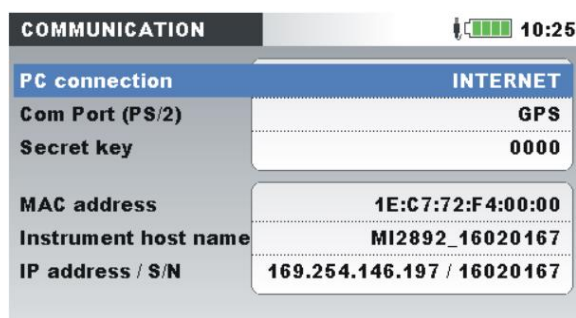 COMMUNICATION 10:25
PC connection INTERNET
Com Port (PS/2) GPS
Secret key 0000
MAC address 1E:C7:72:F4:00:00
Instrument host name MI2892_16020167
IP address / S/N 169.254.146.197 / 16020167